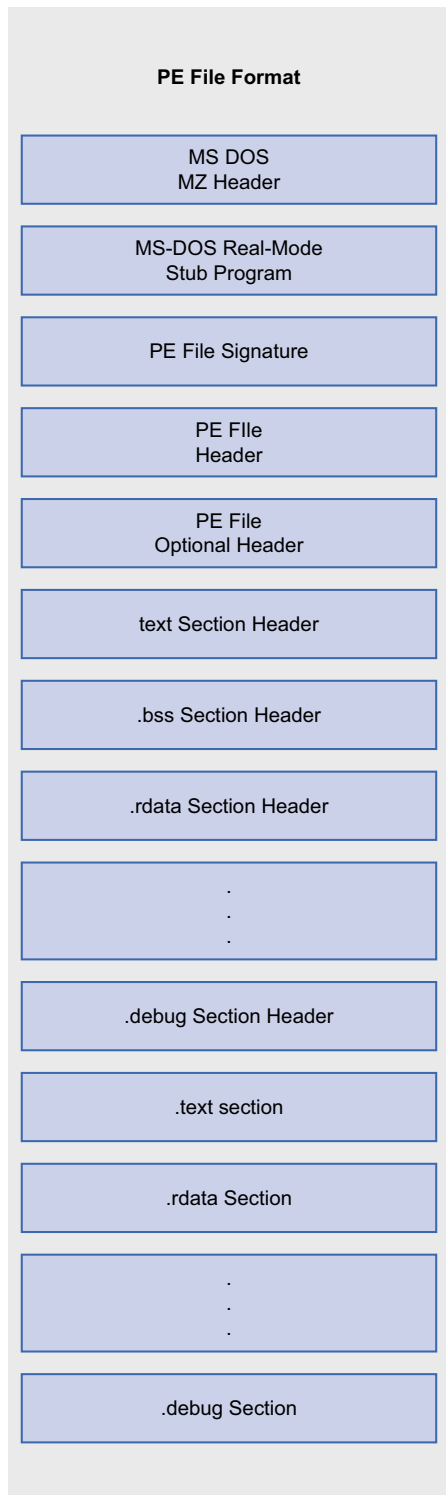 PE File Format
MS DOS
MZ Header
MS-DOS Real-Mode
Stub Program
PE File Signature
PE FIle
Header
PE File
Optional Header
text Section Header
.bss Section Header
.rdata Section Header
.
.
.
.debug Section Header
.text section
.rdata Section
.
.
.
.debug Section